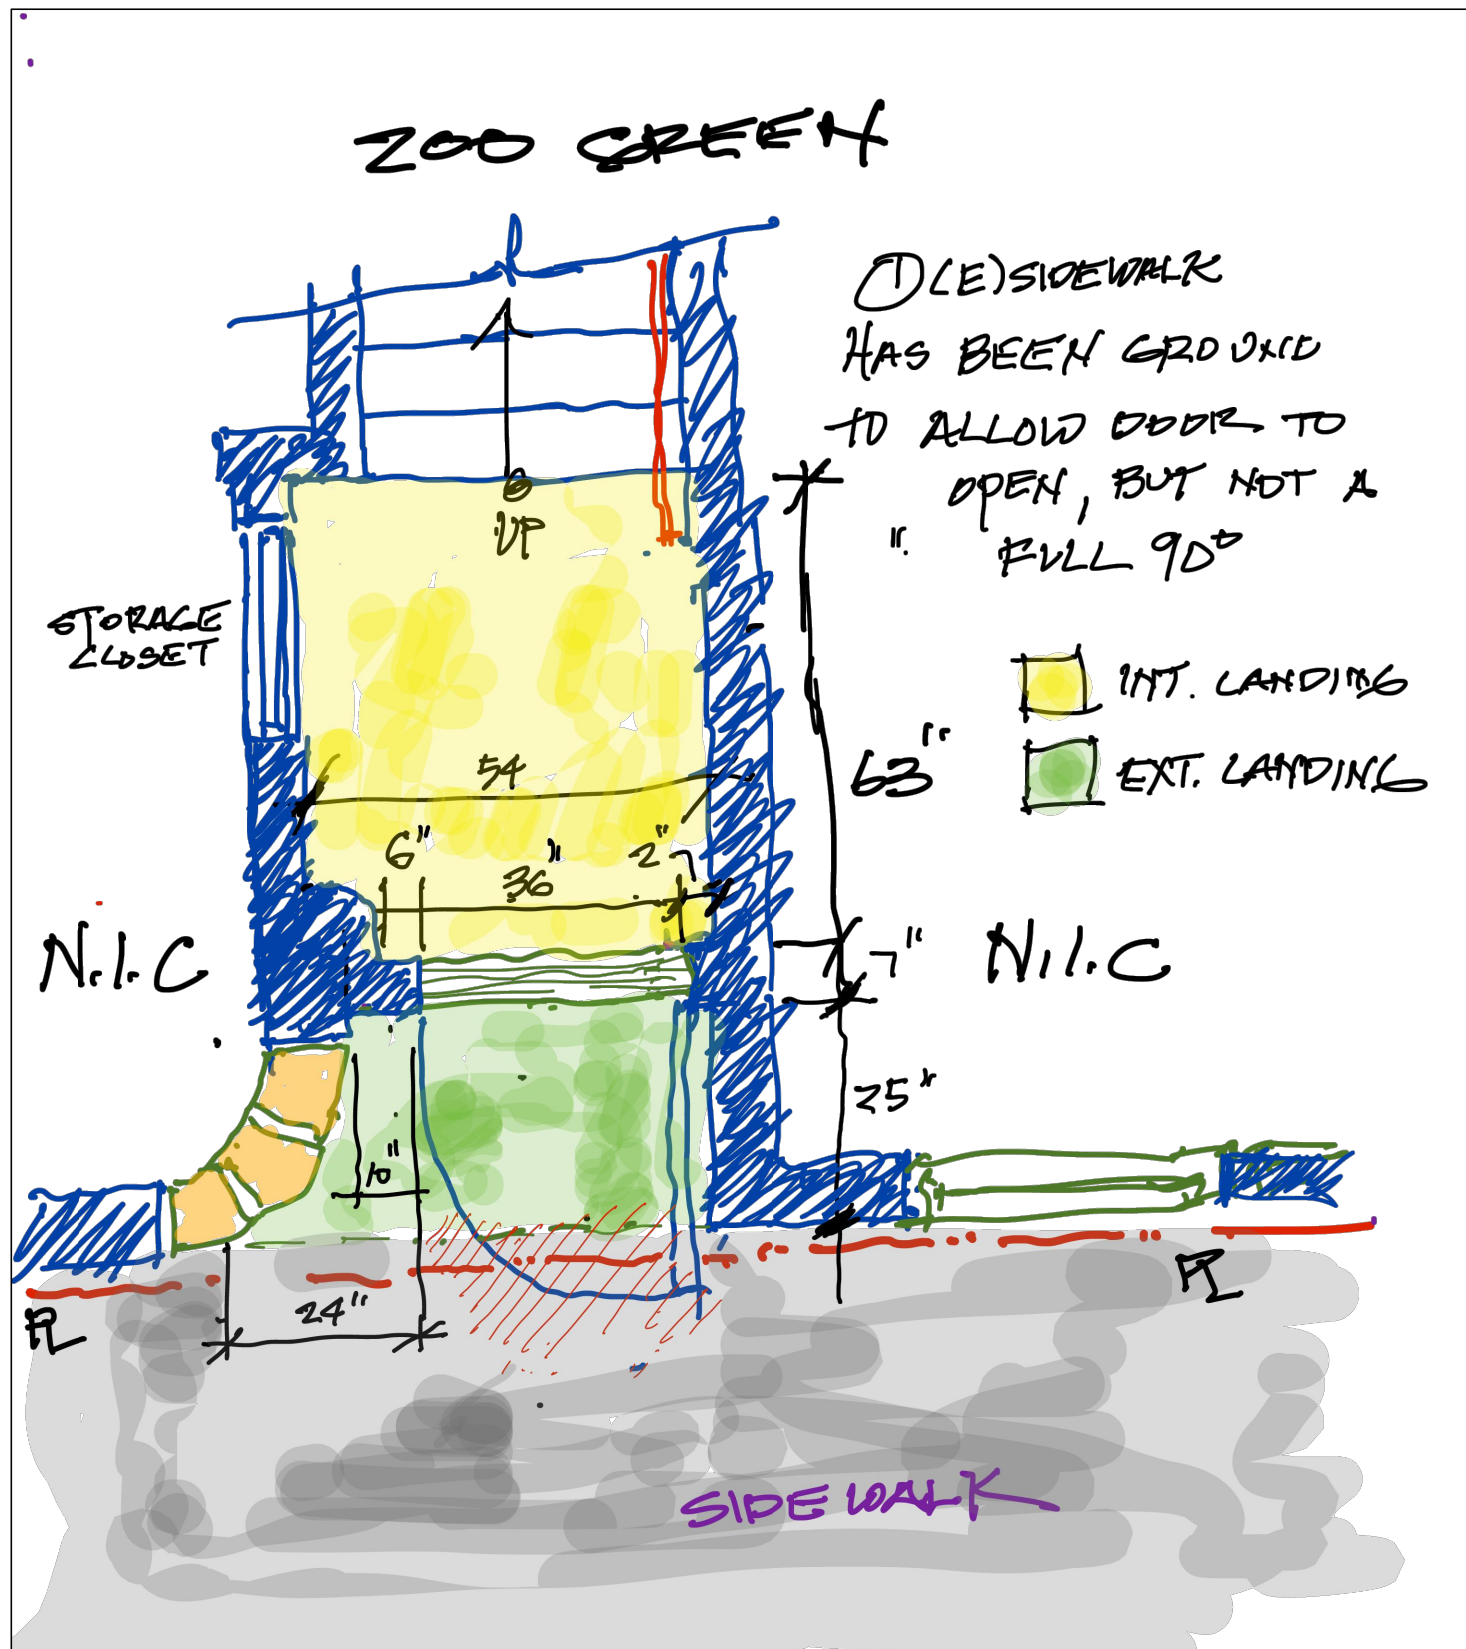 200 GREEN
① (E) SIDEWALK
HAS BEEN GROUND
TO ALLOW DOOR TO
OPEN, BUT NOT A
". FULL 90°
6
UP
STORAGE
CLOSET
INT. LANDING
EXT. LANDING
54
63"
6"
36"
2"
N.I.C
7"
N.I.C
25"
10"
24"
PL
PL
SIDEWALK